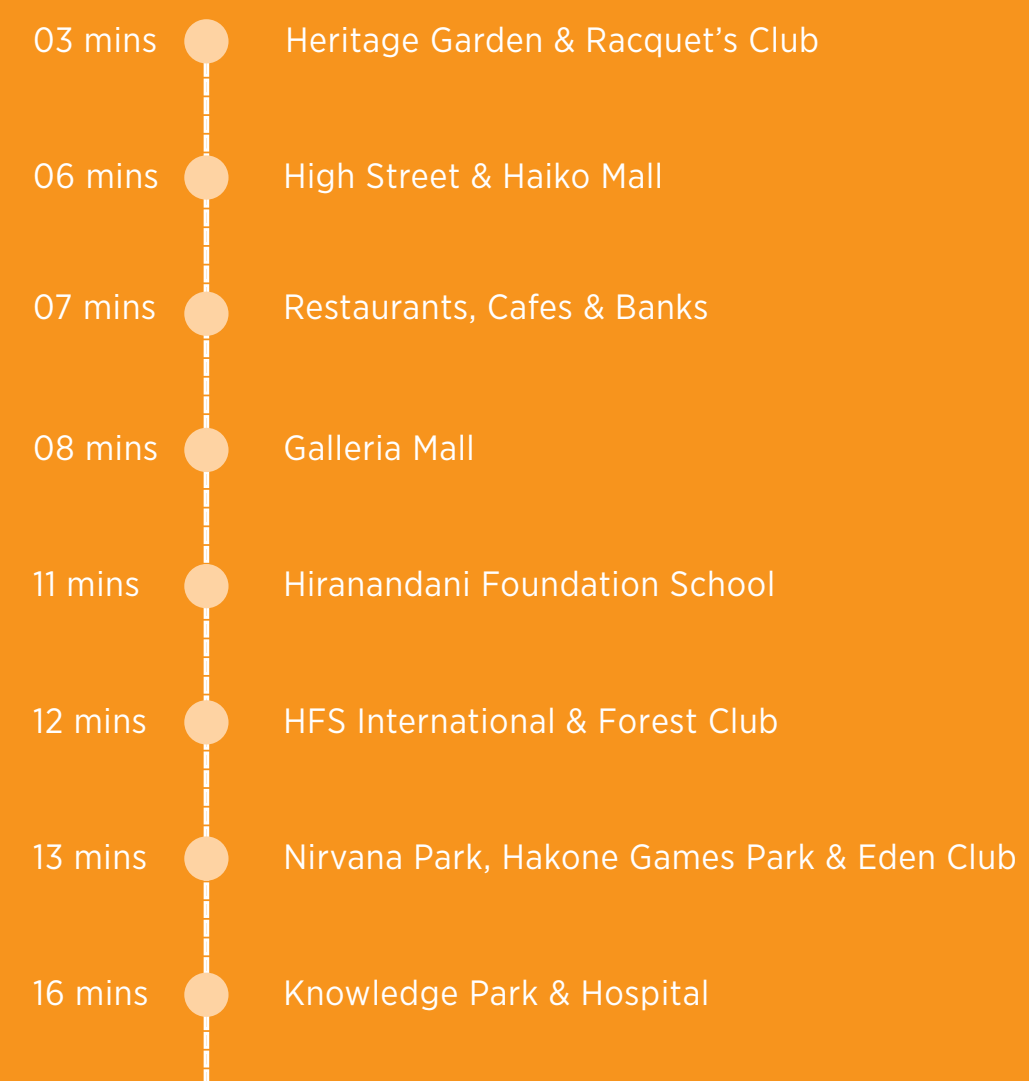 03 mins Heritage Garden & Racquet’s Club
06 mins High Street & Haiko Mall
07 mins Restaurants, Cafes & Banks
08 mins Galleria Mall
11 mins Hiranandani Foundation School
12 mins HFS International & Forest Club
13 mins Nirvana Park, Hakone Games Park & Eden Club
16 mins Knowledge Park & Hospital